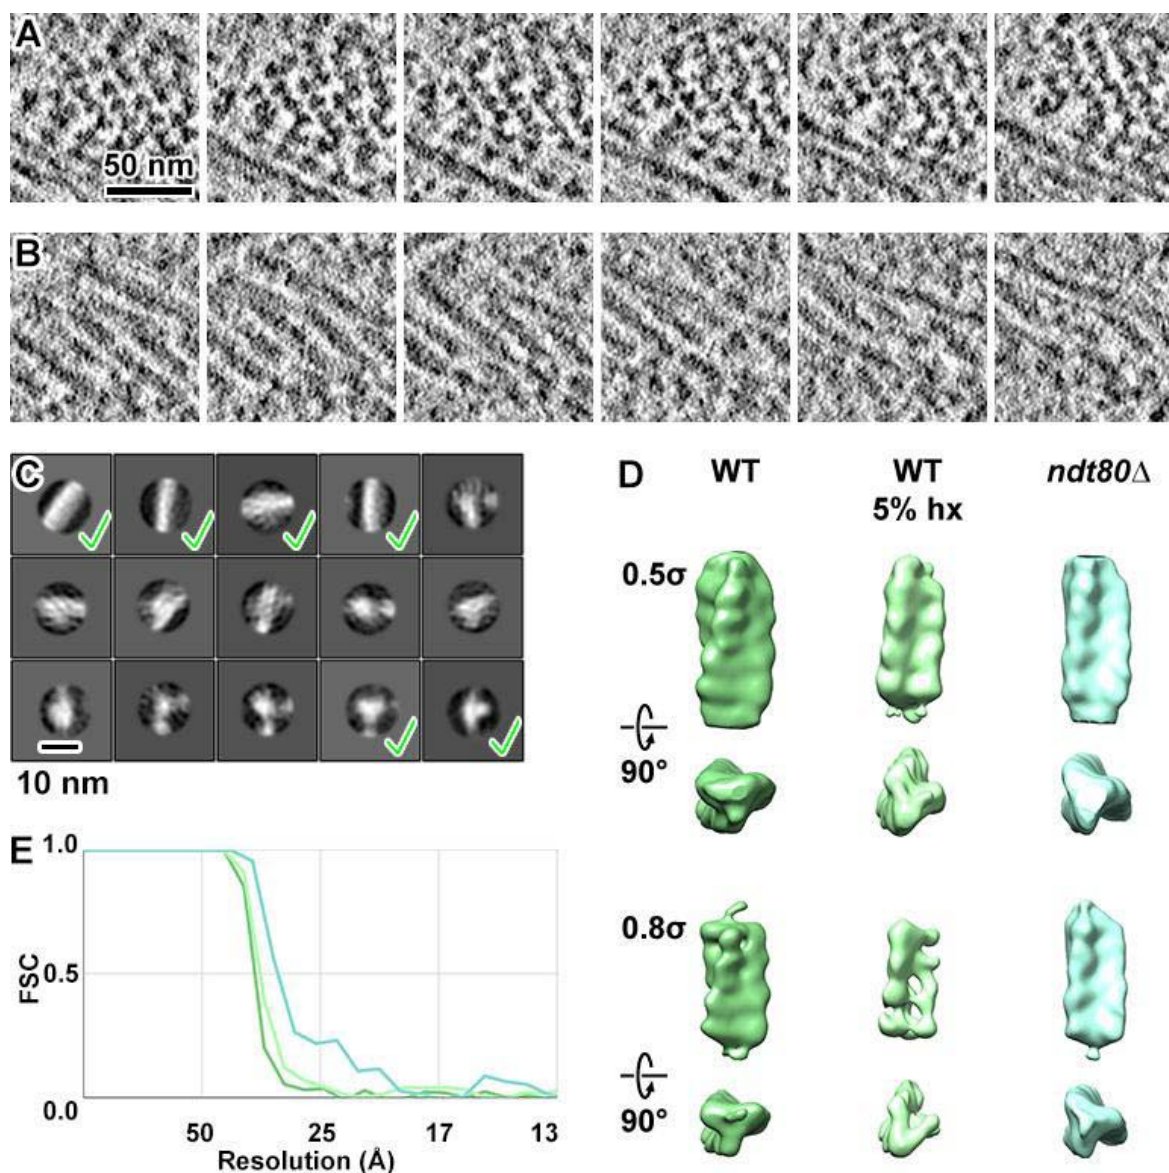 A
50 nm
B
C
10 nm
D
WT
WT
5% hx
ndt80Δ
0.5σ
90°
0.8σ
90°
E
1.0
0.5
0.0
FSC
50
25
17
13
Resolution (Å)